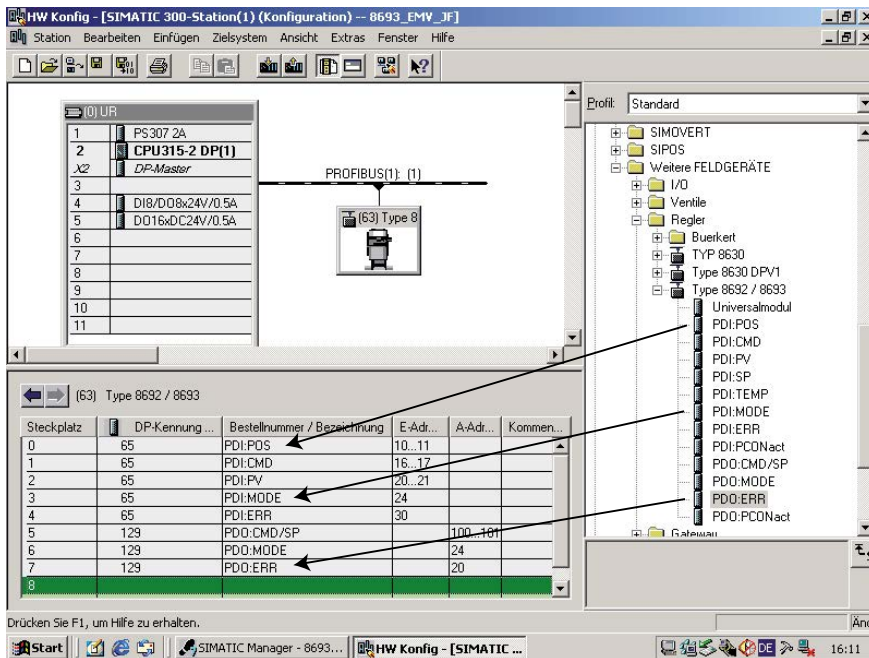 HW Konfig - [SIMATIC 300-Station(1) (Konfiguration) -- 8693_EMV_JF]
Station Bearbeiten Einfügen Zielsystem Ansicht Extras Fenster Hilfe
(0) UR
1 PS307 2A
2 CPU315-2 DP(1)
X2 DP-Master
3
4 DI8/DO8x24V/0.5A
5 DO16xDC24V/0.5A
6
7
8
9
10
11
PROFIBUS(1): (1)
(63) Type 8
Profil: Standard
SIMOVERT
SIPOS
Weitere FELDGERÄTE
I/O
Ventile
Regler
Buerkert
TYP 8630
Type 8630 DPV1
Type 8692 / 8693
Universalmodul
PDI:POS
PDI:CMD
PDI:PV
PDI:SP
PDI:TEMP
PDI:MODE
PDI:ERR
PDI:PCONact
PDO:CMD/SP
PDO:MODE
PDO:ERR
PDO:PCONact
Gateway
(63) Type 8692 / 8693
Steckplatz DP-Kennung ... Bestellnummer / Bezeichnung E-Adr... A-Adr... Kommen...
0 65 PDI:POS 10...11
1 65 PDI:CMD 16...17
2 65 PDI:PV 20...21
3 65 PDI:MODE 24
4 65 PDI:ERR 30
5 129 PDO:CMD/SP 100...101
6 129 PDO:MODE 24
7 129 PDO:ERR 20
8
Drücken Sie F1, um Hilfe zu erhalten.
Änd
Start
SIMATIC Manager - 8693...
HW Konfig - [SIMATIC ...
DE
16:11